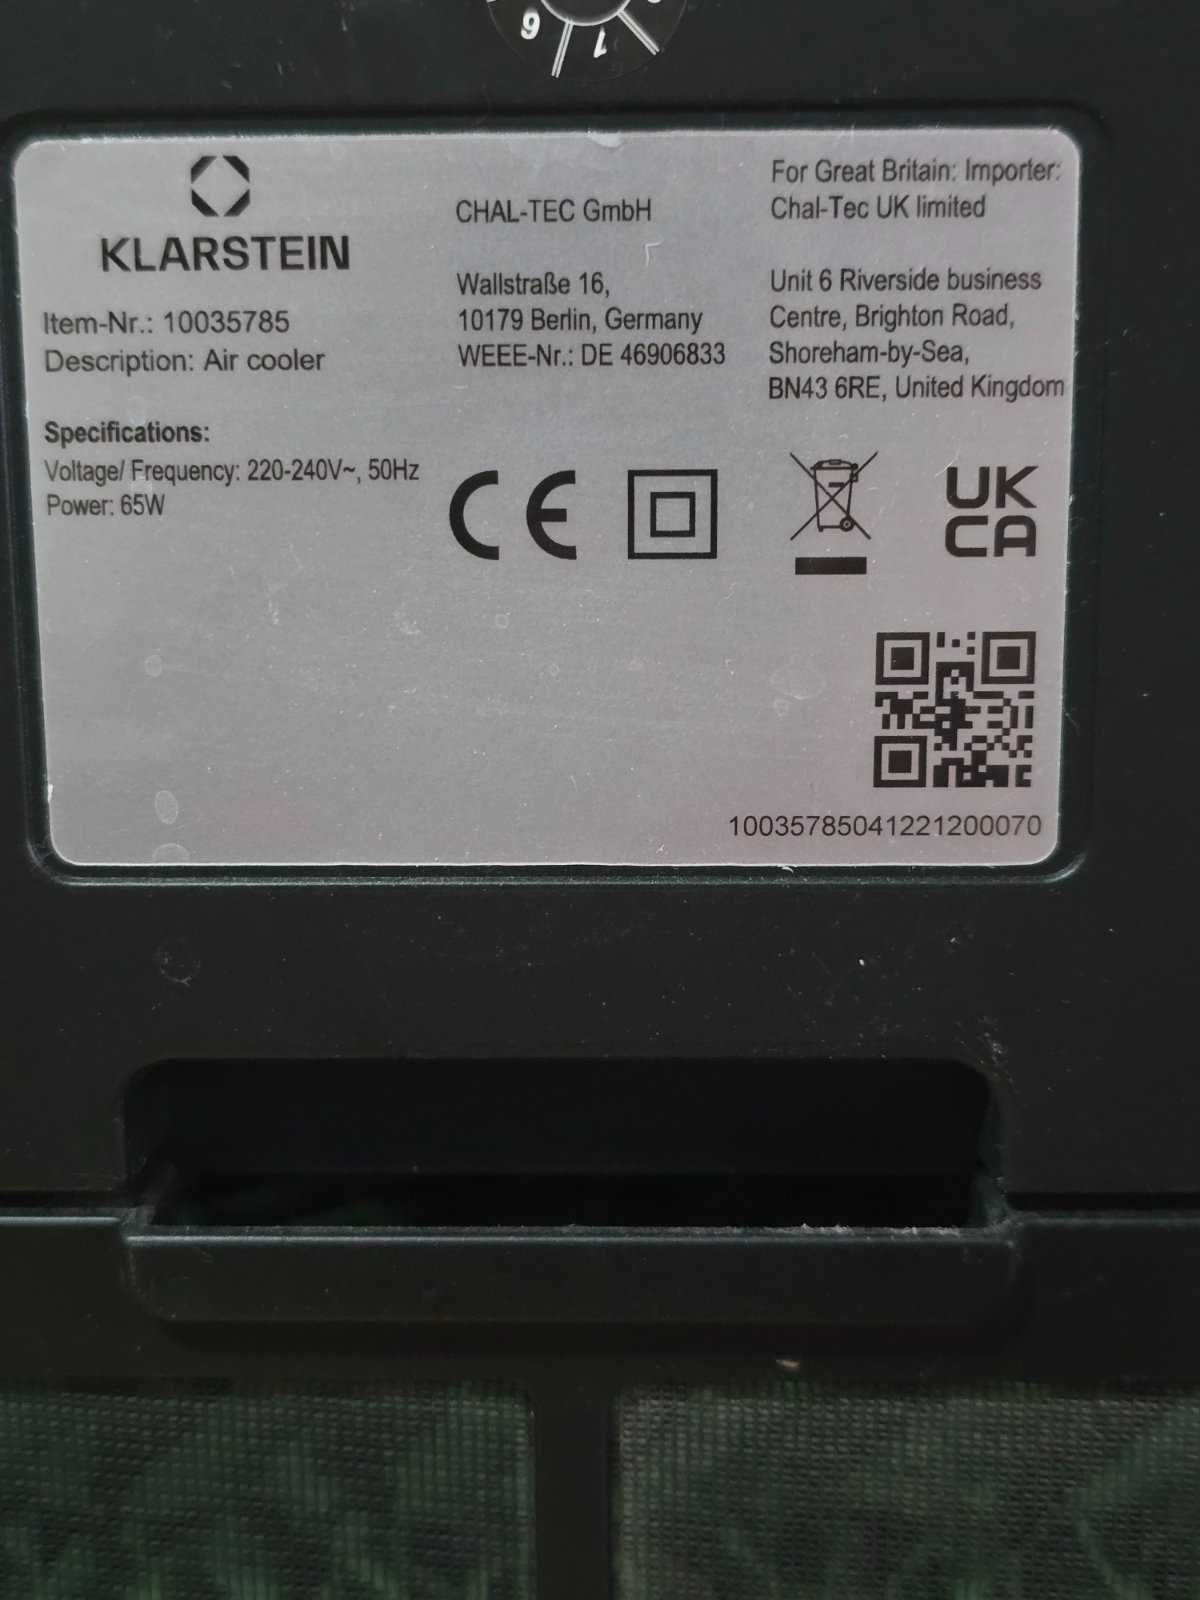 6 1
KLARSTEIN
Item-Nr.: 10035785
Description: Air cooler
Specifications:
Voltage/ Frequency: 220-240V~, 50Hz
Power: 65W
CHAL-TEC GmbH
Wallstraße 16,
10179 Berlin, Germany
WEEE-Nr.: DE 46906833
For Great Britain: Importer:
Chal-Tec UK limited
Unit 6 Riverside business
Centre, Brighton Road,
Shoreham-by-Sea,
BN43 6RE, United Kingdom
CE
UK
CA
10035785041221200070